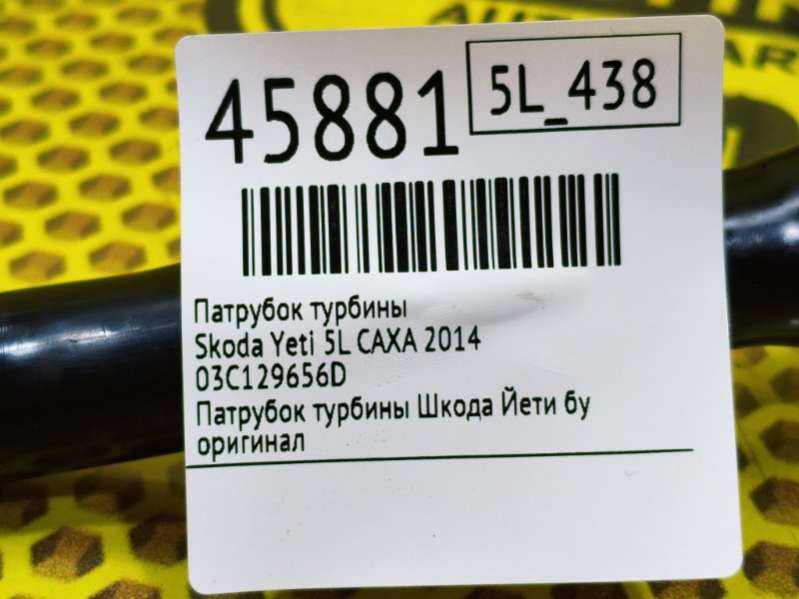 45881
5L_438
Патрубок турбины
Skoda Yeti 5L CAXA 2014
03C129656D
Патрубок турбины Шкода Йети бу
оригинал